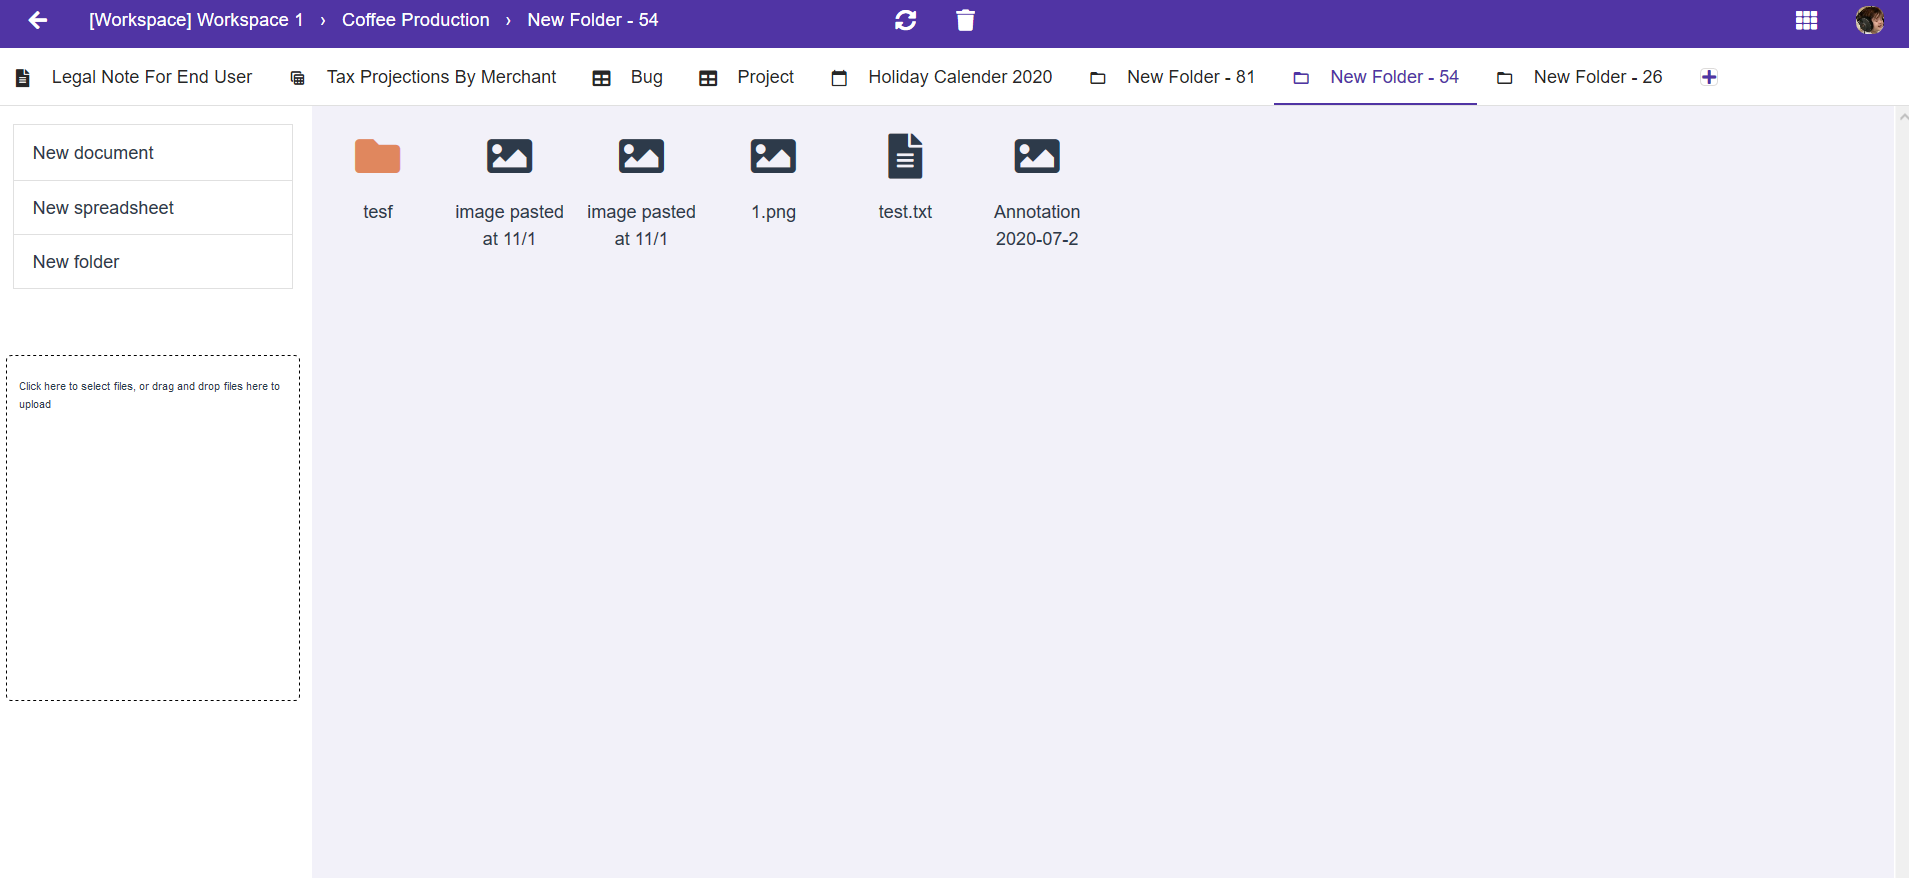 [Workspace] Workspace 1 › Coffee Production › New Folder - 54
Legal Note For End User Tax Projections By Merchant Bug Project Holiday Calender 2020 New Folder - 81 New Folder - 54 New Folder - 26
New document
New spreadsheet
New folder
Click here to select files, or drag and drop files here to
upload
tesf
image pasted
at 11/1
image pasted
at 11/1
1.png
test.txt
Annotation
2020-07-2